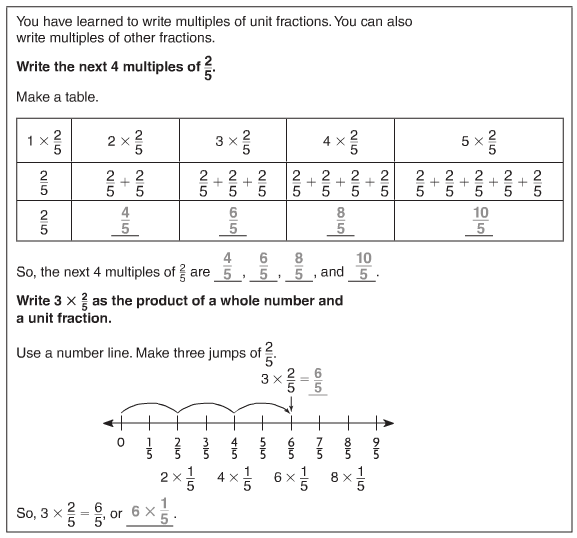 You have learned to write multiples of unit fractions. You can also
write multiples of other fractions.
Write the next 4 multiples of 2/5.
Make a table.
1 × 2/5 2 × 2/5 3 × 2/5 4 × 2/5 5 × 2/5
2/5 2/5 + 2/5 2/5 + 2/5 + 2/5 2/5 + 2/5 + 2/5 + 2/5 2/5 + 2/5 + 2/5 + 2/5 + 2/5
2/5 4/5 6/5 8/5 10/5
So, the next 4 multiples of 2/5 are 4/5, 6/5, 8/5, and 10/5.
Write 3 × 2/5 as the product of a whole number and
a unit fraction.
Use a number line. Make three jumps of 2/5.
3 × 2/5 = 6/5
0 1/5 2/5 3/5 4/5 5/5 6/5 7/5 8/5 9/5
2 × 1/5 4 × 1/5 6 × 1/5 8 × 1/5
So, 3 × 2/5 = 6/5, or 6 × 1/5.